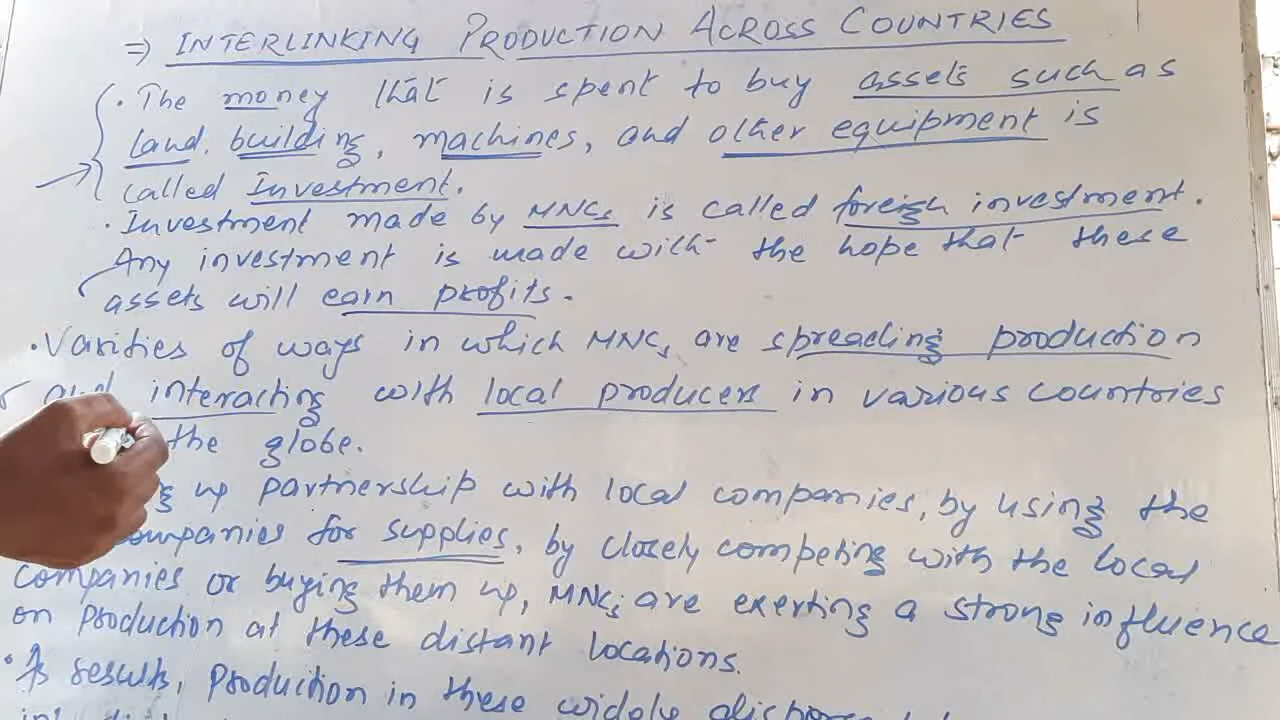 ⇒ INTERLINKING PRODUCTION ACROSS COUNTRIES
· The money that is spent to buy assets such as
land, building, machines, and other equipment is
called Investment.
· Investment made by MNCs is called foreign investment.
Any investment is made with the hope that these
assets will earn profits.
· Varities of ways in which MNCs are spreading production
and interacting with local producers in various countries
the globe.
up partnership with local companies, by using the
companies for supplies, by closely competing with the local
companies or buying them up, MNCs are exerting a strong influence
on production at these distant locations.
· As results, production in these widely